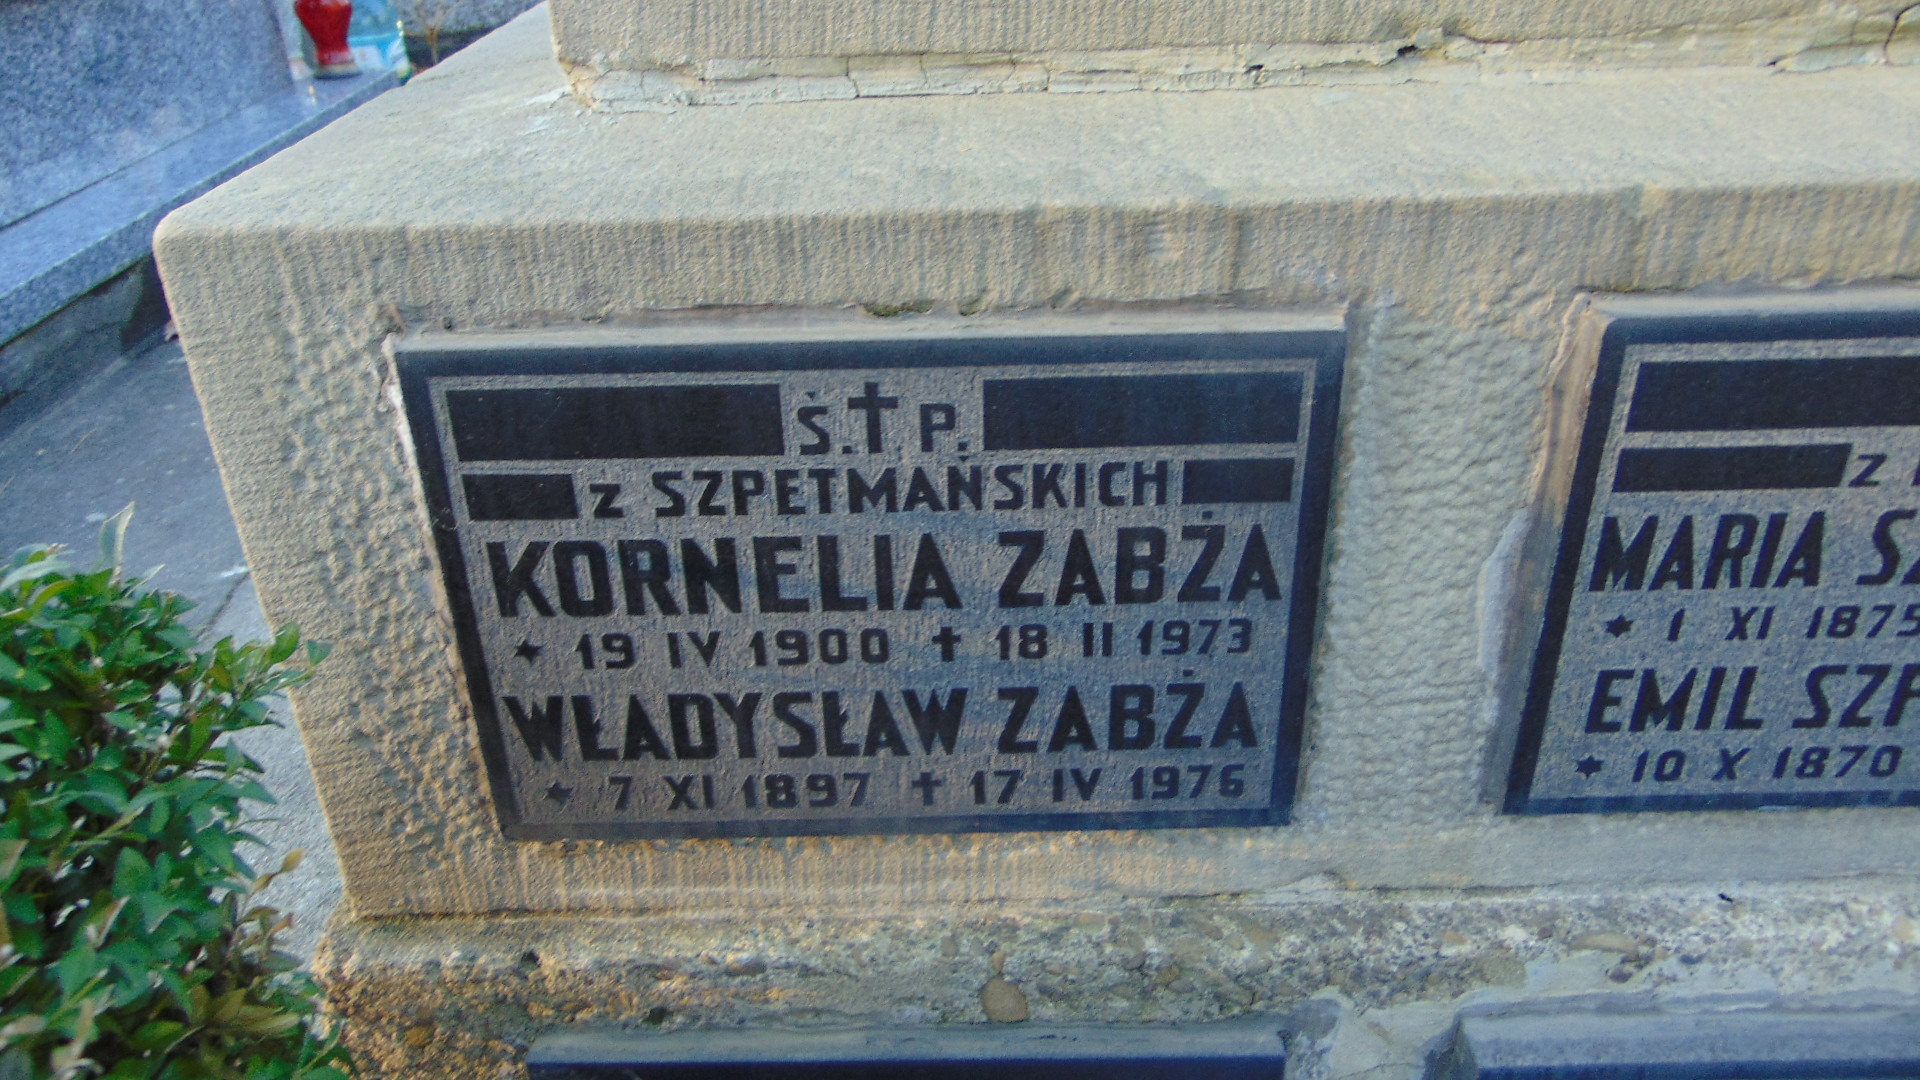 Ś.†P.
z SZPETMAŃSKICH
KORNELIA ZABŻA
* 19 IV 1900 † 18 II 1973
WŁADYSŁAW ZABŻA
* 7 XI 1897 † 17 IV 1976
z
MARIA
* 1 XI 1875
EMIL
* 10 X 1870